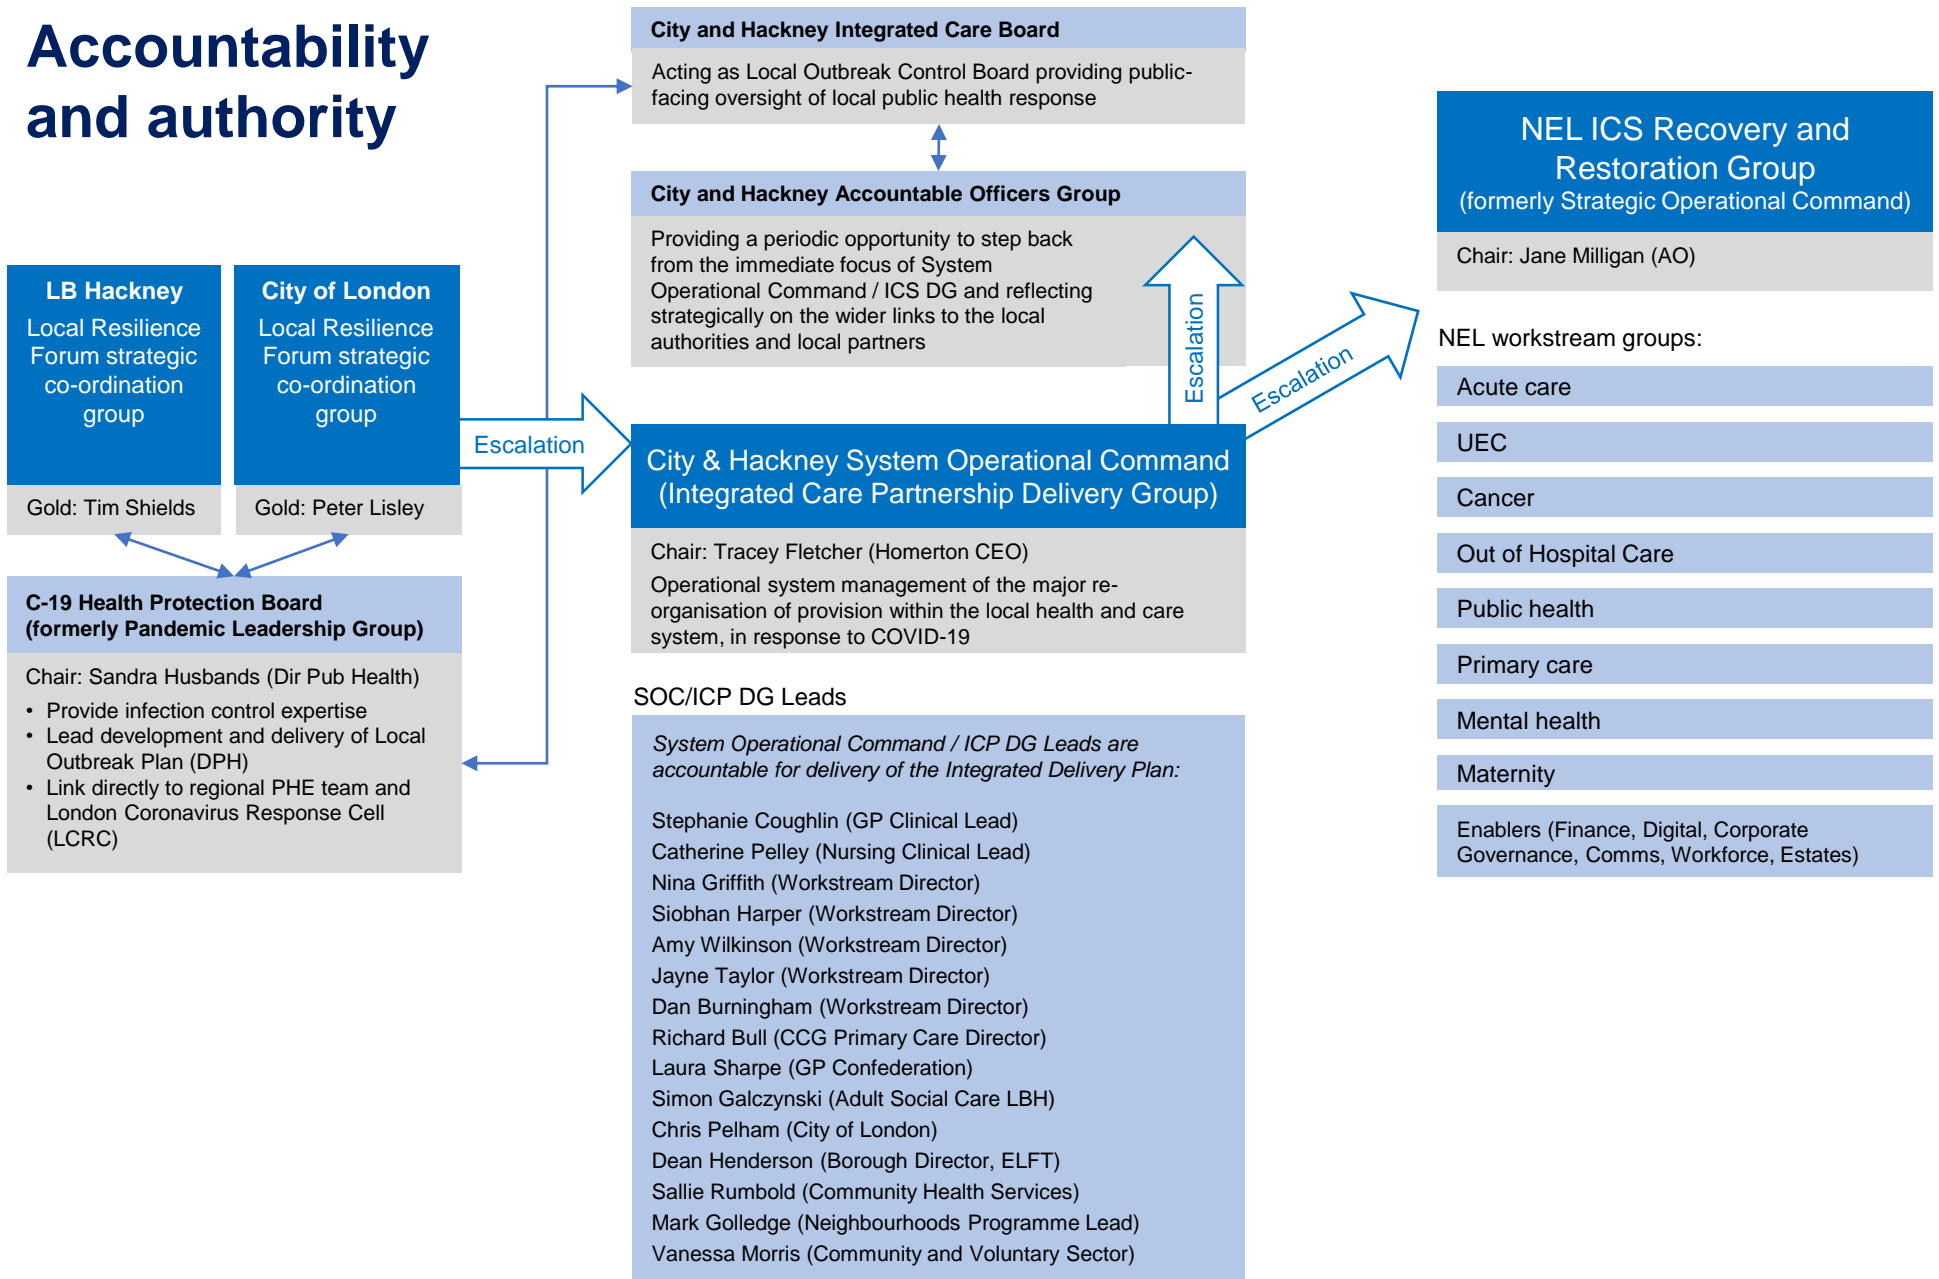 Accountability
and authority
City and Hackney Integrated Care Board
Acting as Local Outbreak Control Board providing public-
facing oversight of local public health response
City and Hackney Accountable Officers Group
Providing a periodic opportunity to step back
from the immediate focus of System
Operational Command / ICS DG and reflecting
strategically on the wider links to the local
authorities and local partners
Escalation
Escalation
NEL ICS Recovery and
Restoration Group
(formerly Strategic Operational Command)
Chair: Jane Milligan (AO)
LB Hackney
Local Resilience
Forum strategic
co-ordination
group
Gold: Tim Shields
City of London
Local Resilience
Forum strategic
co-ordination
group
Gold: Peter Lisley
Escalation
City & Hackney System Operational Command
(Integrated Care Partnership Delivery Group)
Chair: Tracey Fletcher (Homerton CEO)
Operational system management of the major re-
organisation of provision within the local health and care
system, in response to COVID-19
C-19 Health Protection Board
(formerly Pandemic Leadership Group)
Chair: Sandra Husbands (Dir Pub Health)
• Provide infection control expertise
• Lead development and delivery of Local
Outbreak Plan (DPH)
• Link directly to regional PHE team and
London Coronavirus Response Cell
(LCRC)
SOC/ICP DG Leads
System Operational Command / ICP DG Leads are
accountable for delivery of the Integrated Delivery Plan:
Stephanie Coughlin (GP Clinical Lead)
Catherine Pelley (Nursing Clinical Lead)
Nina Griffith (Workstream Director)
Siobhan Harper (Workstream Director)
Amy Wilkinson (Workstream Director)
Jayne Taylor (Workstream Director)
Dan Burningham (Workstream Director)
Richard Bull (CCG Primary Care Director)
Laura Sharpe (GP Confederation)
Simon Galczynski (Adult Social Care LBH)
Chris Pelham (City of London)
Dean Henderson (Borough Director, ELFT)
Sallie Rumbold (Community Health Services)
Mark Golledge (Neighbourhoods Programme Lead)
Vanessa Morris (Community and Voluntary Sector)
NEL workstream groups:
Acute care
UEC
Cancer
Out of Hospital Care
Public health
Primary care
Mental health
Maternity
Enablers (Finance, Digital, Corporate
Governance, Comms, Workforce, Estates)